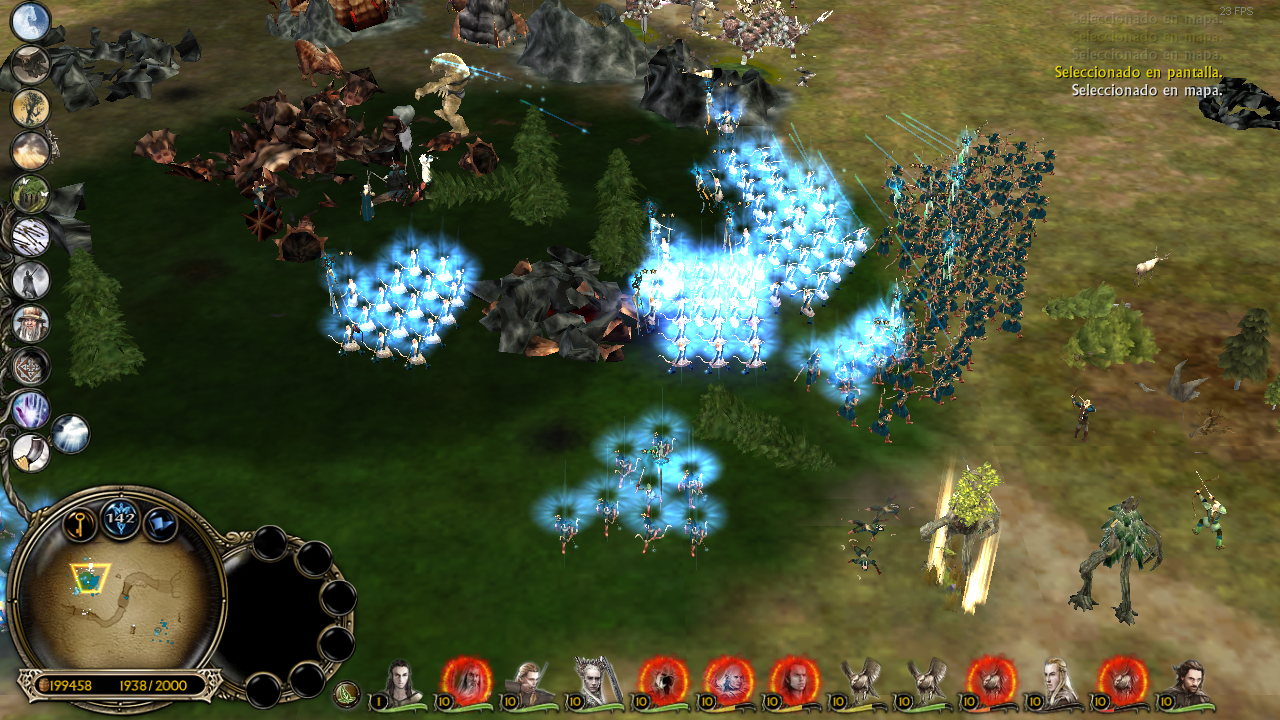 23 FPS
Seleccionado en mapa.
Seleccionado en mapa.
Seleccionado en mapa.
Seleccionado en pantalla.
Seleccionado en mapa.
142
199458 1938/2000
1 10 10 10 10 10 10 10 10 10 10 10 10